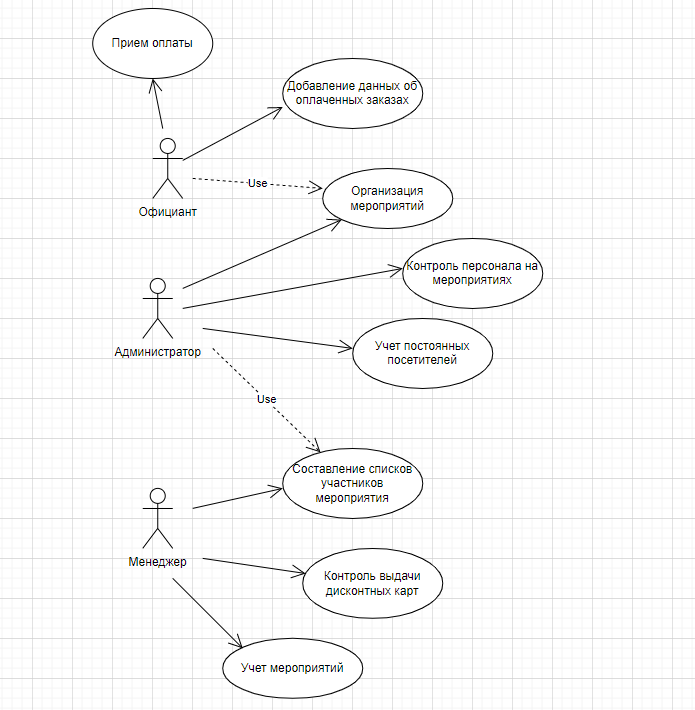 Прием оплаты
Добавление данных об
оплаченных заказах
Use
Организация
мероприятий
Официант
Контроль персонала на
мероприятиях
Администратор
Учет постоянных
посетителей
Use
Составление списков
участников
мероприятия
Менеджер
Контроль выдачи
дисконтных карт
Учет мероприятий